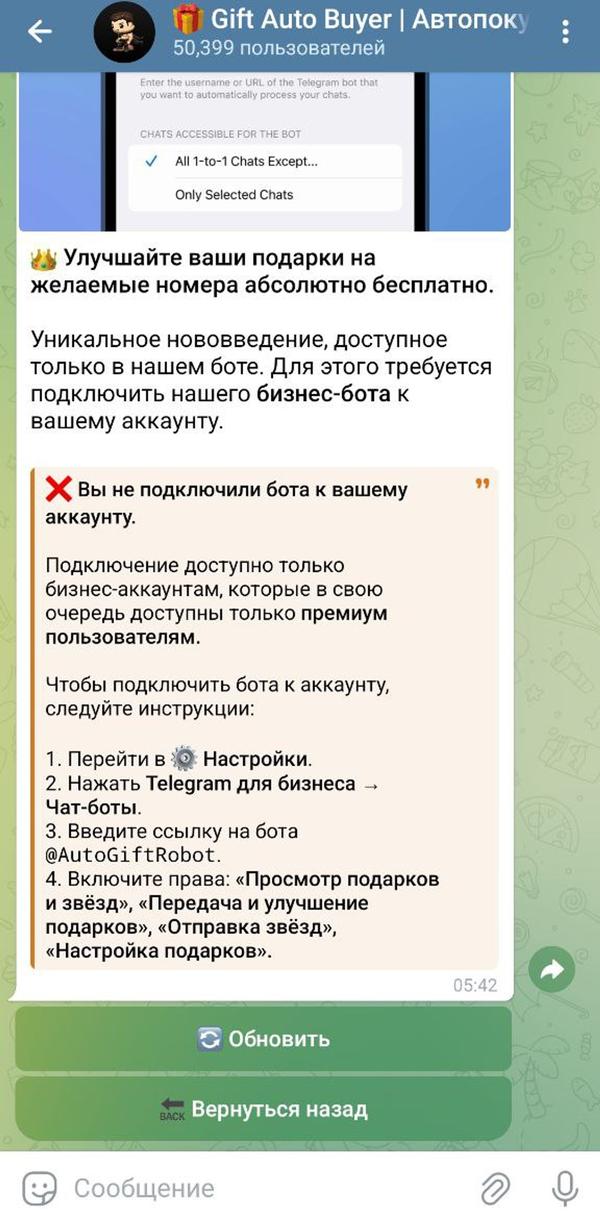 🎁 Gift Auto Buyer | Автопоку
50,399 пользователей
Enter the username or URL of the Telegram bot that
you want to automatically process your chats.
CHATS ACCESSIBLE FOR THE BOT
All 1-to-1 Chats Except...
Only Selected Chats
👑 Улучшайте ваши подарки на
желаемые номера абсолютно бесплатно.
Уникальное нововведение, доступное
только в нашем боте. Для этого требуется
подключить нашего бизнес-бота к
вашему аккаунту.
❌ Вы не подключили бота к вашему
аккаунту.
Подключение доступно только
бизнес-аккаунтам, которые в свою
очередь доступны только премиум
пользователям.
Чтобы подключить бота к аккаунту,
следуйте инструкции:
1. Перейти в ⚙️ Настройки.
2. Нажать Telegram для бизнеса →
Чат-боты.
3. Введите ссылку на бота
@AutoGiftRobot.
4. Включите права: «Просмотр подарков
и звёзд», «Передача и улучшение
подарков», «Отправка звёзд»,
«Настройка подарков».
05:42
🔄 Обновить
🔙 Вернуться назад
Сообщение